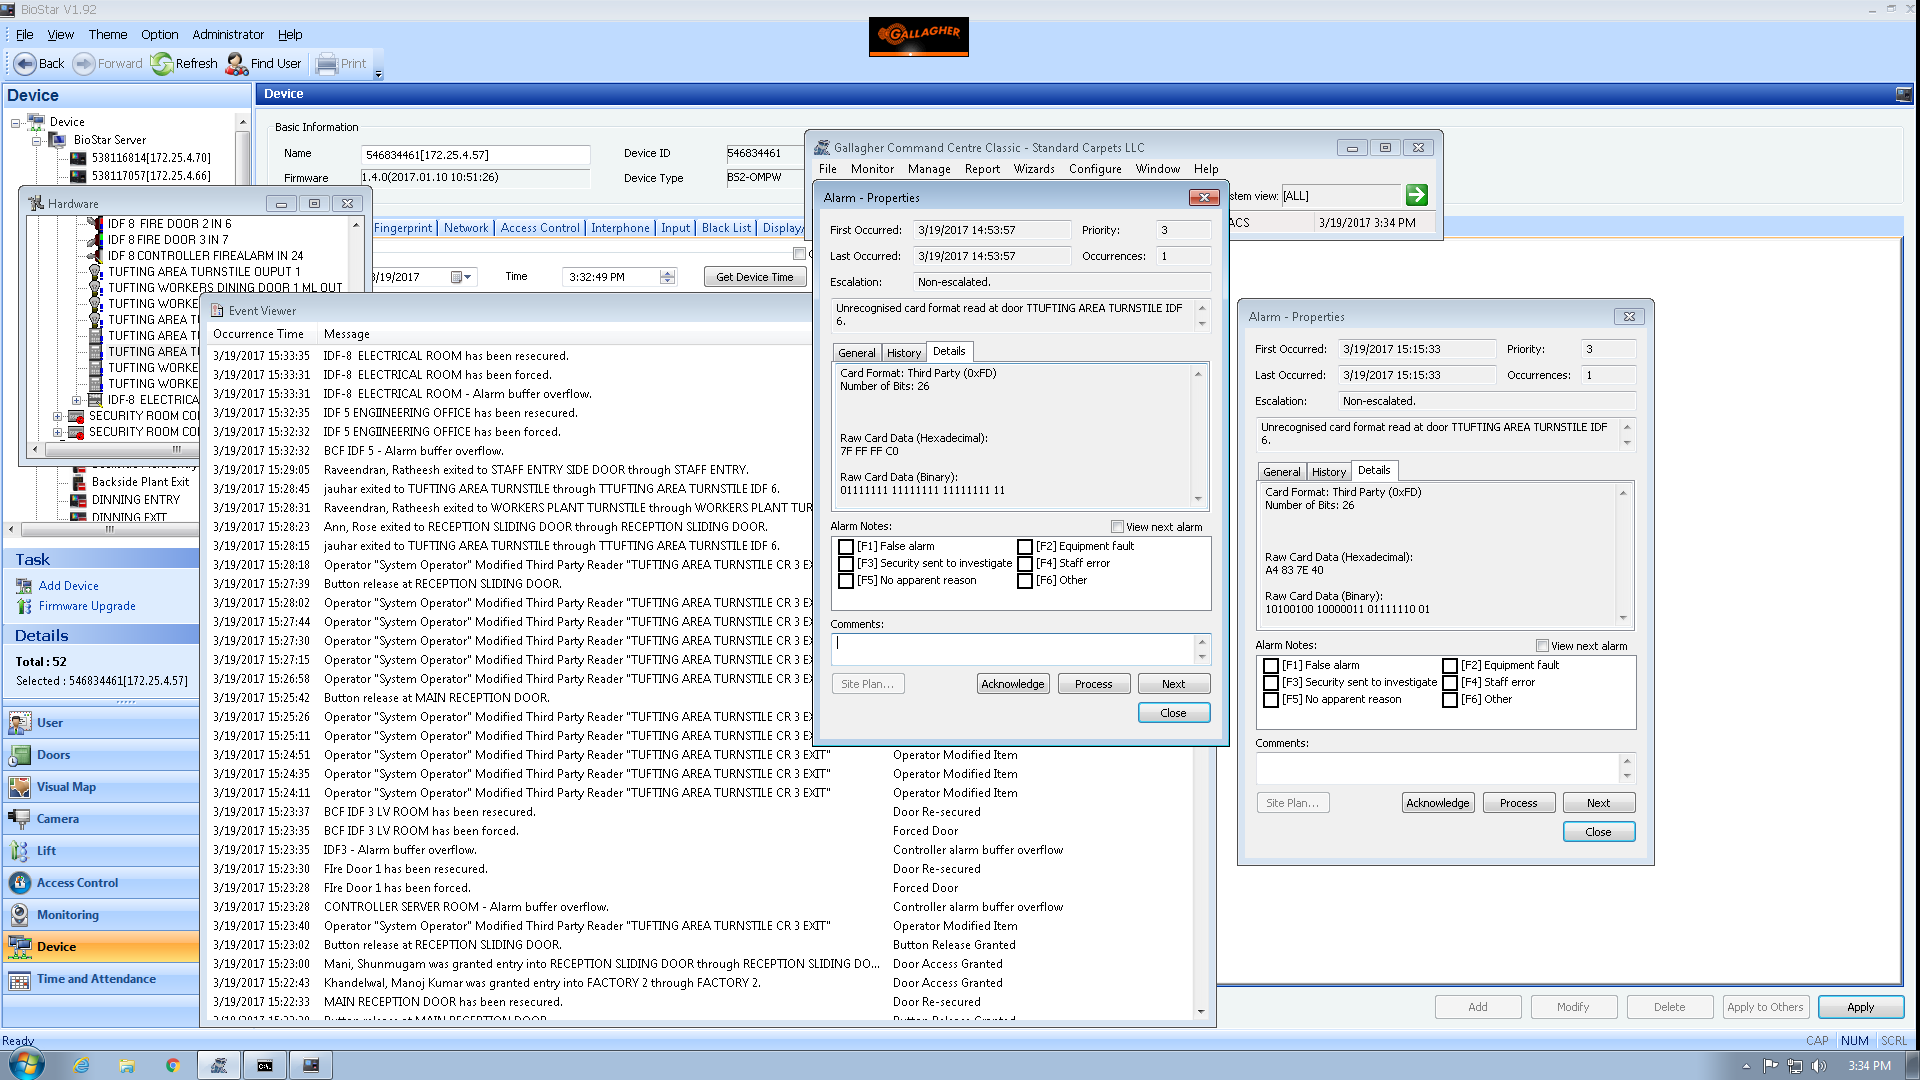 BioStar V1.92
File View Theme Option Administrator Help
GALLAGHER
Back Forward Refresh Find User Print
Device
Device
BioStar Server
538116814[172.25.4.70]
538117057[172.25.4.66]
Hardware
IDF 8 FIRE DOOR 2 IN 6
IDF 8 FIRE DOOR 3 IN 7
IDF 8 CONTROLLER FIREALARM IN 24
TUFTING AREA TURNSTILE OUPUT 1
TUFTING WORKERS DINING DOOR 1 ML OUT
TUFTING WORKE
TUFTING AREA T
TUFTING AREA T
TUFTING AREA T
TUFTING WORKE
TUFTING WORKE
IDF-8 ELECTRICA
SECURITY ROOM CO
SECURITY ROOM CO
Backside Plant Exit
DINNING ENTRY
DINNING EXIT
Task
Add Device
Firmware Upgrade
Details
Total : 52
Selected : 546834461[172.25.4.57]
User
Doors
Visual Map
Camera
Lift
Access Control
Monitoring
Device
Time and Attendance
Device
Basic Information
Name 546834461[172.25.4.57] Device ID 546834461
Firmware 1.4.0(2017.01.10 10:51:26) Device Type BS2-OMPW
Fingerprint Network Access Control Interphone Input Black List Display/
3/19/2017 Time 3:32:49 PM Get Device Time
Gallagher Command Centre Classic - Standard Carpets LLC
File Monitor Manage Report Wizards Configure Window Help
stem view: [ALL]
ACS 3/19/2017 3:34 PM
Event Viewer
Occurrence Time Message
3/19/2017 15:33:35 IDF-8 ELECTRICAL ROOM has been resecured.
3/19/2017 15:33:31 IDF-8 ELECTRICAL ROOM has been forced.
3/19/2017 15:33:31 IDF-8 ELECTRICAL ROOM - Alarm buffer overflow.
3/19/2017 15:32:35 IDF 5 ENGIINEERING OFFICE has been resecured.
3/19/2017 15:32:32 IDF 5 ENGIINEERING OFFICE has been forced.
3/19/2017 15:32:32 BCF IDF 5 - Alarm buffer overflow.
3/19/2017 15:29:05 Raveendran, Ratheesh exited to STAFF ENTRY SIDE DOOR through STAFF ENTRY.
3/19/2017 15:28:45 jauhar exited to TUFTING AREA TURNSTILE through TTUFTING AREA TURNSTILE IDF 6.
3/19/2017 15:28:31 Raveendran, Ratheesh exited to WORKERS PLANT TURNSTILE through WORKERS PLANT TUR
3/19/2017 15:28:23 Ann, Rose exited to RECEPTION SLIDING DOOR through RECEPTION SLIDING DOOR.
3/19/2017 15:28:15 jauhar exited to TUFTING AREA TURNSTILE through TTUFTING AREA TURNSTILE IDF 6.
3/19/2017 15:28:18 Operator "System Operator" Modified Third Party Reader "TUFTING AREA TURNSTILE CR 3 E
3/19/2017 15:27:39 Button release at RECEPTION SLIDING DOOR.
3/19/2017 15:28:02 Operator "System Operator" Modified Third Party Reader "TUFTING AREA TURNSTILE CR 3 E
3/19/2017 15:27:44 Operator "System Operator" Modified Third Party Reader "TUFTING AREA TURNSTILE CR 3 E
3/19/2017 15:27:30 Operator "System Operator" Modified Third Party Reader "TUFTING AREA TURNSTILE CR 3 E
3/19/2017 15:27:15 Operator "System Operator" Modified Third Party Reader "TUFTING AREA TURNSTILE CR 3 E
3/19/2017 15:26:58 Operator "System Operator" Modified Third Party Reader "TUFTING AREA TURNSTILE CR 3 E
3/19/2017 15:25:42 Button release at MAIN RECEPTION DOOR.
3/19/2017 15:25:26 Operator "System Operator" Modified Third Party Reader "TUFTING AREA TURNSTILE CR 3 E
3/19/2017 15:25:11 Operator "System Operator" Modified Third Party Reader "TUFTING AREA TURNSTILE CR 3 E
3/19/2017 15:24:51 Operator "System Operator" Modified Third Party Reader "TUFTING AREA TURNSTILE CR 3 EXIT" Operator Modified Item
3/19/2017 15:24:35 Operator "System Operator" Modified Third Party Reader "TUFTING AREA TURNSTILE CR 3 EXIT" Operator Modified Item
3/19/2017 15:24:11 Operator "System Operator" Modified Third Party Reader "TUFTING AREA TURNSTILE CR 3 EXIT" Operator Modified Item
3/19/2017 15:23:37 BCF IDF 3 LV ROOM has been resecured. Door Re-secured
3/19/2017 15:23:35 BCF IDF 3 LV ROOM has been forced. Forced Door
3/19/2017 15:23:35 IDF3 - Alarm buffer overflow. Controller alarm buffer overflow
3/19/2017 15:23:30 FIre Door 1 has been resecured. Door Re-secured
3/19/2017 15:23:28 FIre Door 1 has been forced. Forced Door
3/19/2017 15:23:28 CONTROLLER SERVER ROOM - Alarm buffer overflow. Controller alarm buffer overflow
3/19/2017 15:23:40 Operator "System Operator" Modified Third Party Reader "TUFTING AREA TURNSTILE CR 3 EXIT" Operator Modified Item
3/19/2017 15:23:02 Button release at RECEPTION SLIDING DOOR. Button Release Granted
3/19/2017 15:23:00 Mani, Shunmugam was granted entry into RECEPTION SLIDING DOOR through RECEPTION SLIDING DO... Door Access Granted
3/19/2017 15:22:43 Khandelwal, Manoj Kumar was granted entry into FACTORY 2 through FACTORY 2. Door Access Granted
3/19/2017 15:22:33 MAIN RECEPTION DOOR has been resecured. Door Re-secured
Button release at MAIN RECEPTION DOOR Button Release Granted
Alarm - Properties
First Occurred: 3/19/2017 14:53:57 Priority: 3
Last Occurred: 3/19/2017 14:53:57 Occurrences: 1
Escalation: Non-escalated.
Unrecognised card format read at door TTUFTING AREA TURNSTILE IDF
6.
General History Details
Card Format: Third Party (0xFD)
Number of Bits: 26
Raw Card Data (Hexadecimal):
7F FF FF C0
Raw Card Data (Binary):
01111111 11111111 11111111 11
Alarm Notes: View next alarm
[F1] False alarm [F2] Equipment fault
[F3] Security sent to investigate [F4] Staff error
[F5] No apparent reason [F6] Other
Comments:
Site Plan... Acknowledge Process Next
Close
Alarm - Properties
First Occurred: 3/19/2017 15:15:33 Priority: 3
Last Occurred: 3/19/2017 15:15:33 Occurrences: 1
Escalation: Non-escalated.
Unrecognised card format read at door TTUFTING AREA TURNSTILE IDF
6.
General History Details
Card Format: Third Party (0xFD)
Number of Bits: 26
Raw Card Data (Hexadecimal):
A4 83 7E 40
Raw Card Data (Binary):
10100100 10000011 01111110 01
Alarm Notes: View next alarm
[F1] False alarm [F2] Equipment fault
[F3] Security sent to investigate [F4] Staff error
[F5] No apparent reason [F6] Other
Comments:
Site Plan... Acknowledge Process Next
Close
Add Modify Delete Apply to Others Apply
Ready CAP NUM SCRL
3:34 PM